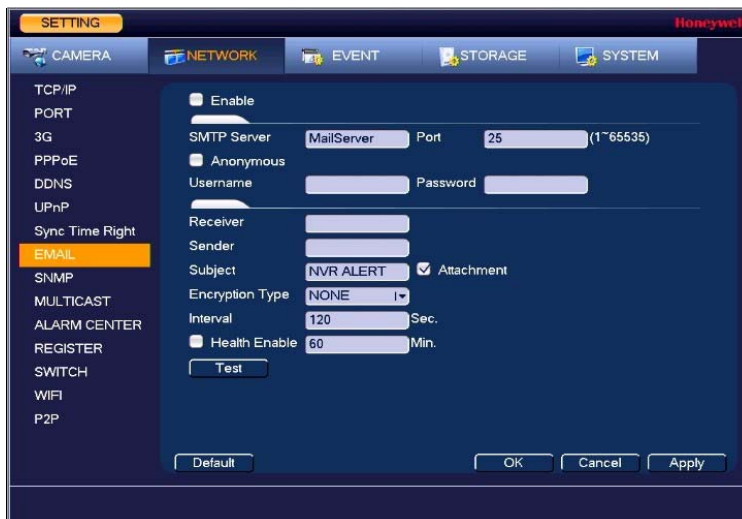 SETTING
Honeywell
CAMERA NETWORK EVENT STORAGE SYSTEM
TCP/IP
PORT
3G
PPPoE
DDNS
UPnP
Sync Time Right
EMAIL
SNMP
MULTICAST
ALARM CENTER
REGISTER
SWITCH
WIFI
P2P
Enable
SMTP Server MailServer Port 25 (1~65535)
Anonymous
Username Password
Receiver
Sender
Subject NVR ALERT Attachment
Encryption Type NONE
Interval 120 Sec.
Health Enable 60 Min.
Test
Default OK Cancel Apply